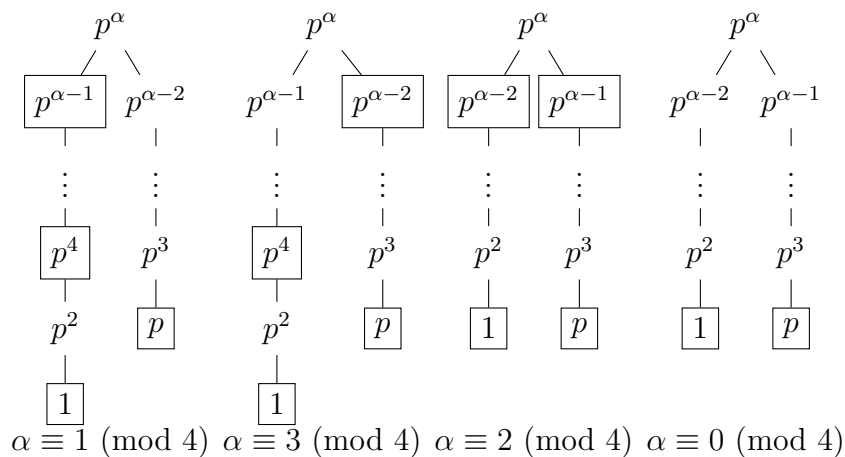 p^α p^α p^α p^α
p^{α−1} p^{α−2} p^{α−1} p^{α−2} p^{α−2} p^{α−1} p^{α−2} p^{α−1}
⋮ ⋮ ⋮ ⋮ ⋮ ⋮ ⋮ ⋮
p^4 p^3 p^4 p^3 p^2 p^3 p^2 p^3
p^2 p p^2 p 1 p 1 p
1 1
α ≡ 1 (mod 4) α ≡ 3 (mod 4) α ≡ 2 (mod 4) α ≡ 0 (mod 4)